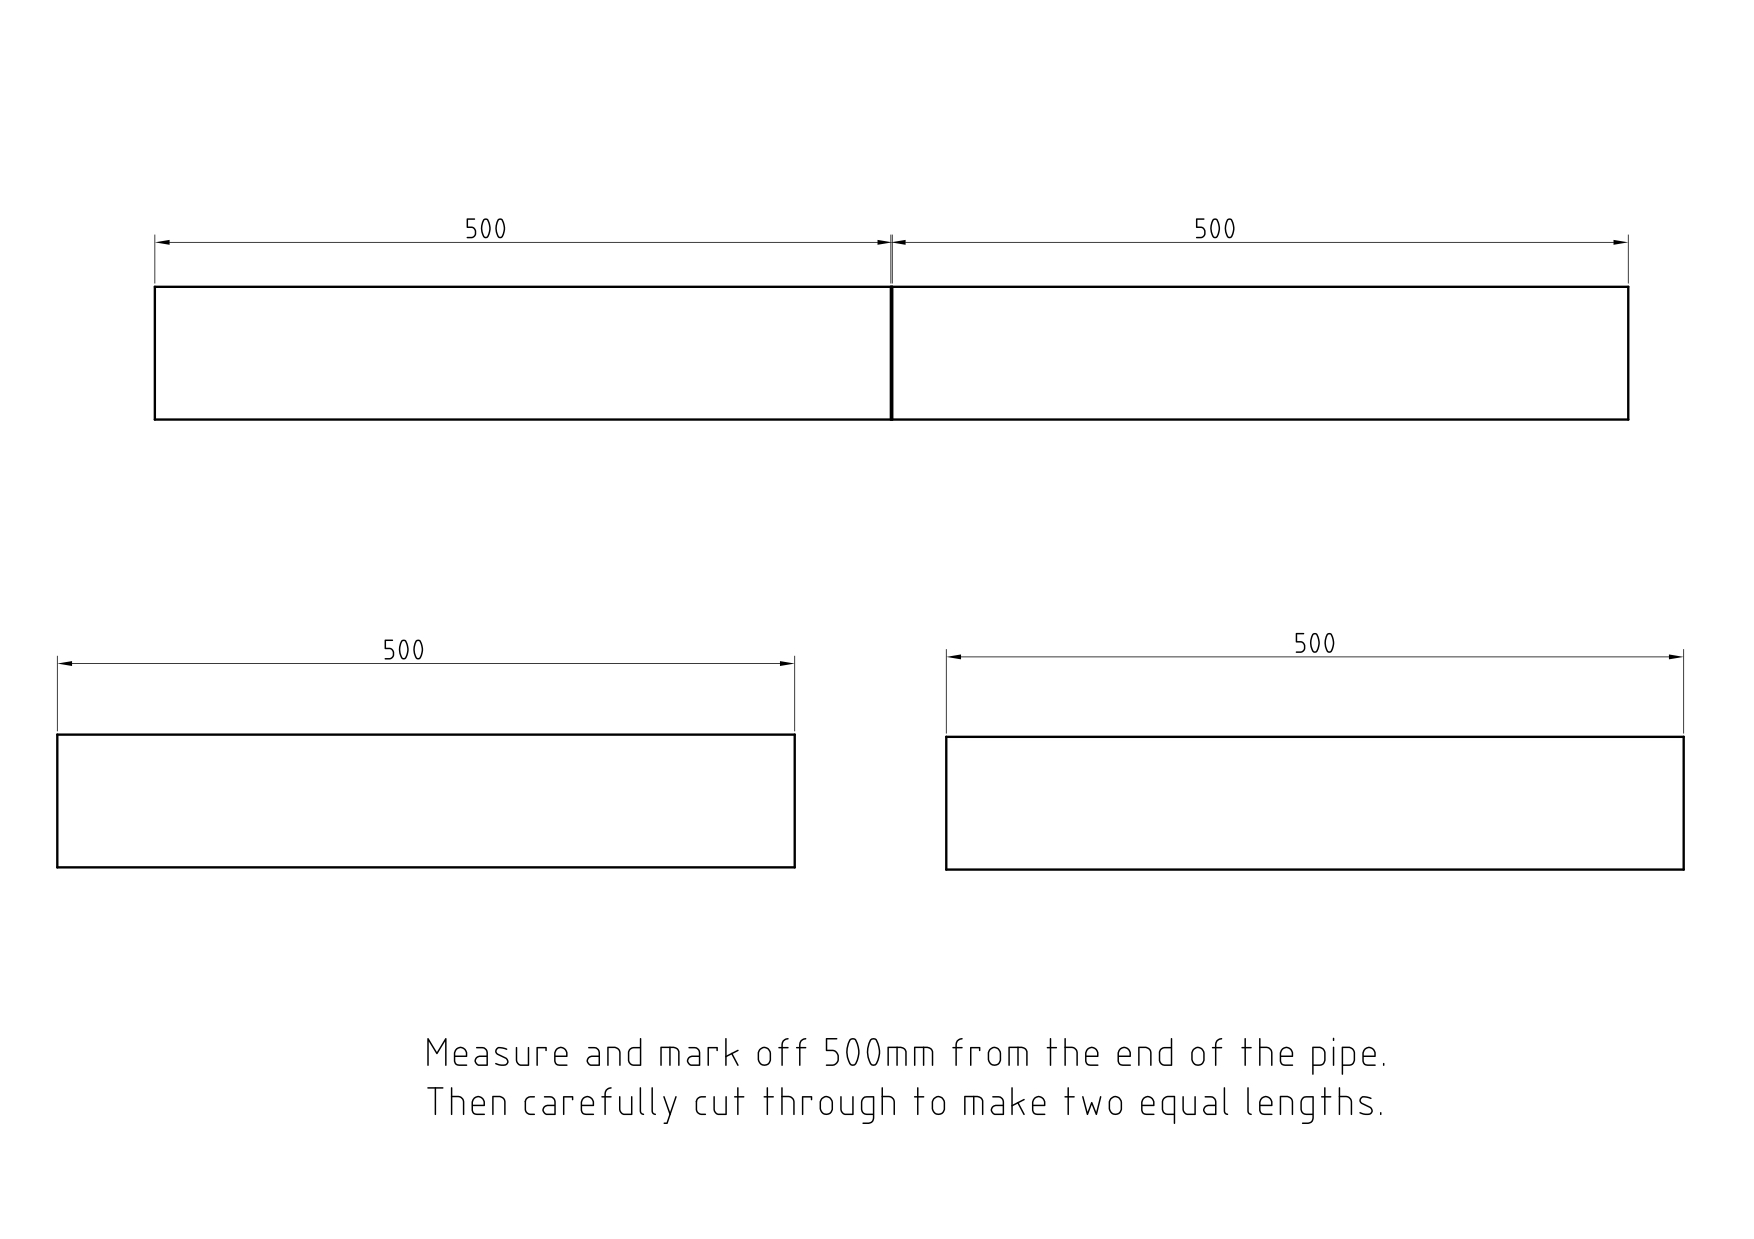 500 500
500 500
Measure and mark off 500mm from the end of the pipe.
Then carefully cut through to make two equal lengths.